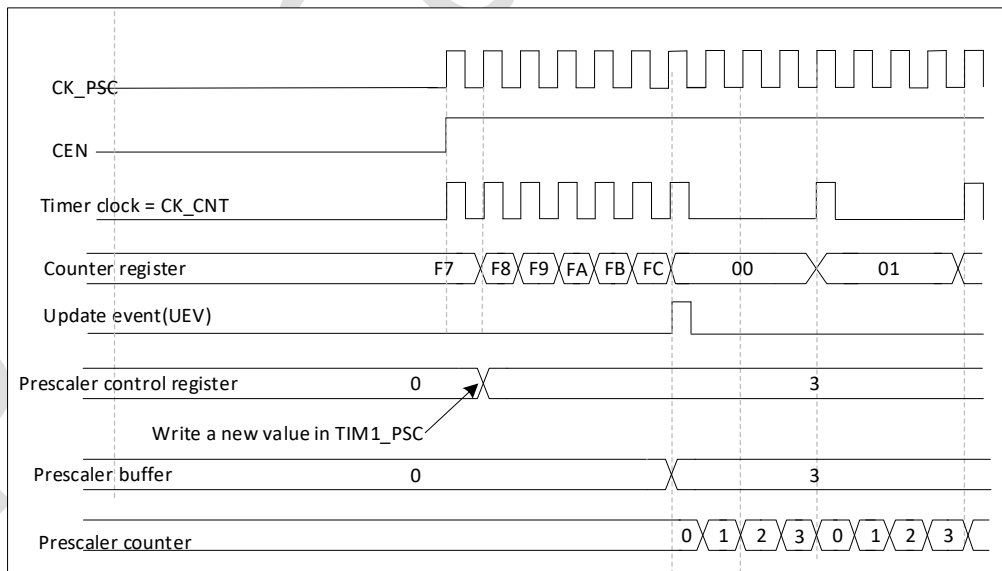 CK_PSC
CEN
Timer clock = CK_CNT
Counter register F7 F8 F9 FA FB FC 00 01
Update event(UEV)
Prescaler control register 0 3
Write a new value in TIM1_PSC
Prescaler buffer 0 3
Prescaler counter 0 1 2 3 0 1 2 3